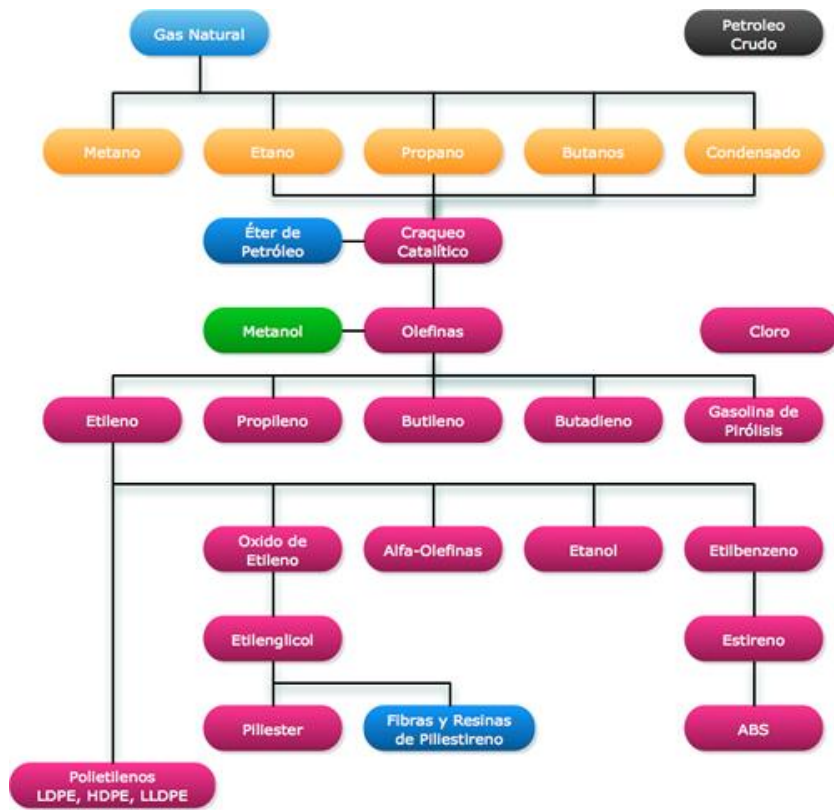 Gas Natural
Petroleo
Crudo
Metano
Etano
Propano
Butanos
Condensado
Éter de
Petróleo
Craqueo
Catalítico
Metanol
Olefinas
Cloro
Etileno
Propileno
Butileno
Butadieno
Gasolina de
Pirólisis
Oxido de
Etileno
Alfa-Olefinas
Etanol
Etilbenzeno
Etilenglicol
Estireno
Piliester
Fibras y Resinas
de Piliestireno
ABS
Polietilenos
LDPE, HDPE, LLDPE